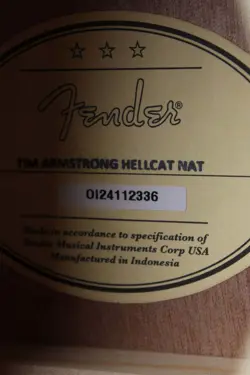 Fender®
TIM ARMSTRONG HELLCAT NAT
OI24112336
Made in accordance to specification of
Fender Musical Instruments Corp USA
Manufactured in Indonesia